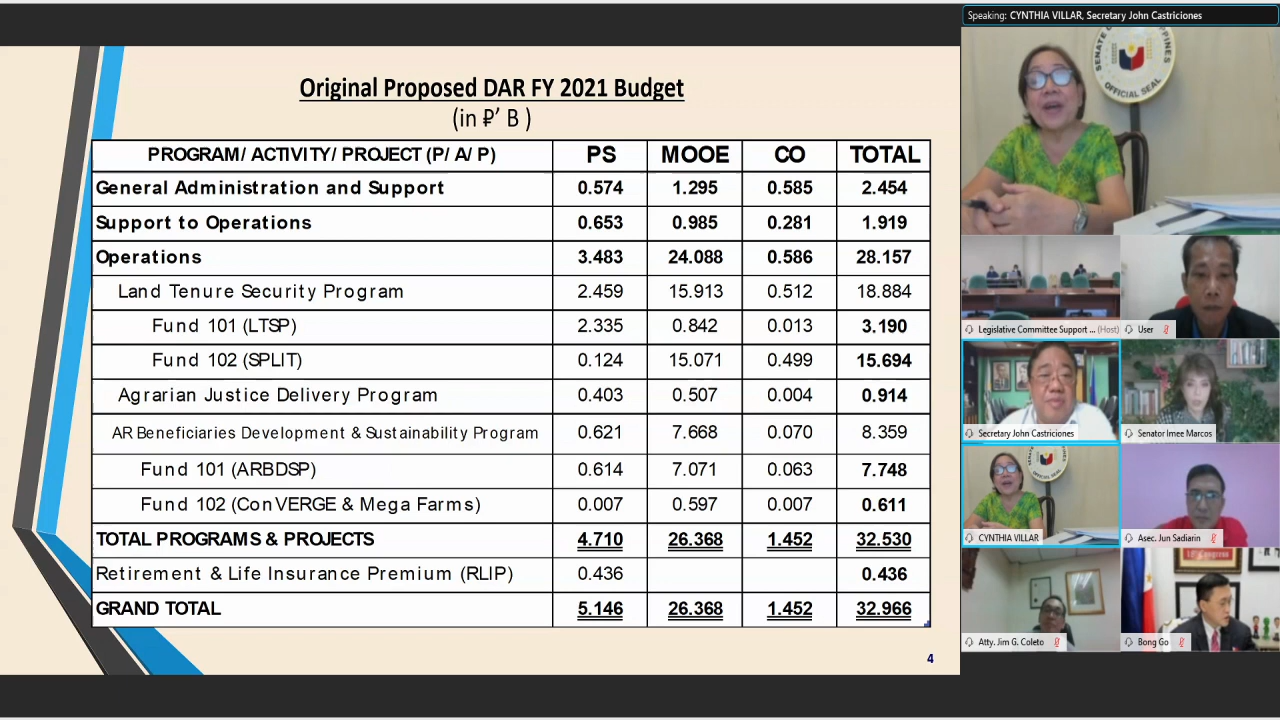 Speaking: CYNTHIA VILLAR, Secretary John Castriciones
Original Proposed DAR FY 2021 Budget
(in ₽’ B )
PROGRAM/ ACTIVITY/ PROJECT (P/ A/ P) PS MOOE CO TOTAL
General Administration and Support 0.574 1.295 0.585 2.454
Support to Operations 0.653 0.985 0.281 1.919
Operations 3.483 24.088 0.586 28.157
Land Tenure Security Program 2.459 15.913 0.512 18.884
Fund 101 (LTSP) 2.335 0.842 0.013 3.190
Fund 102 (SPLIT) 0.124 15.071 0.499 15.694
Agrarian Justice Delivery Program 0.403 0.507 0.004 0.914
AR Beneficiaries Development & Sustainability Program 0.621 7.668 0.070 8.359
Fund 101 (ARBDSP) 0.614 7.071 0.063 7.748
Fund 102 (ConVERGE & Mega Farms) 0.007 0.597 0.007 0.611
TOTAL PROGRAMS & PROJECTS 4.710 26.368 1.452 32.530
Retirement & Life Insurance Premium (RLIP) 0.436 0.436
GRAND TOTAL 5.146 26.368 1.452 32.966
4
OFFICIAL SEAL
Legislative Committee Support ... (Host)
User
Secretary John Castriciones
Senator Imee Marcos
CYNTHIA VILLAR
Asec. Jun Sadiarin
Atty. Jim G. Coleto
Bong Go